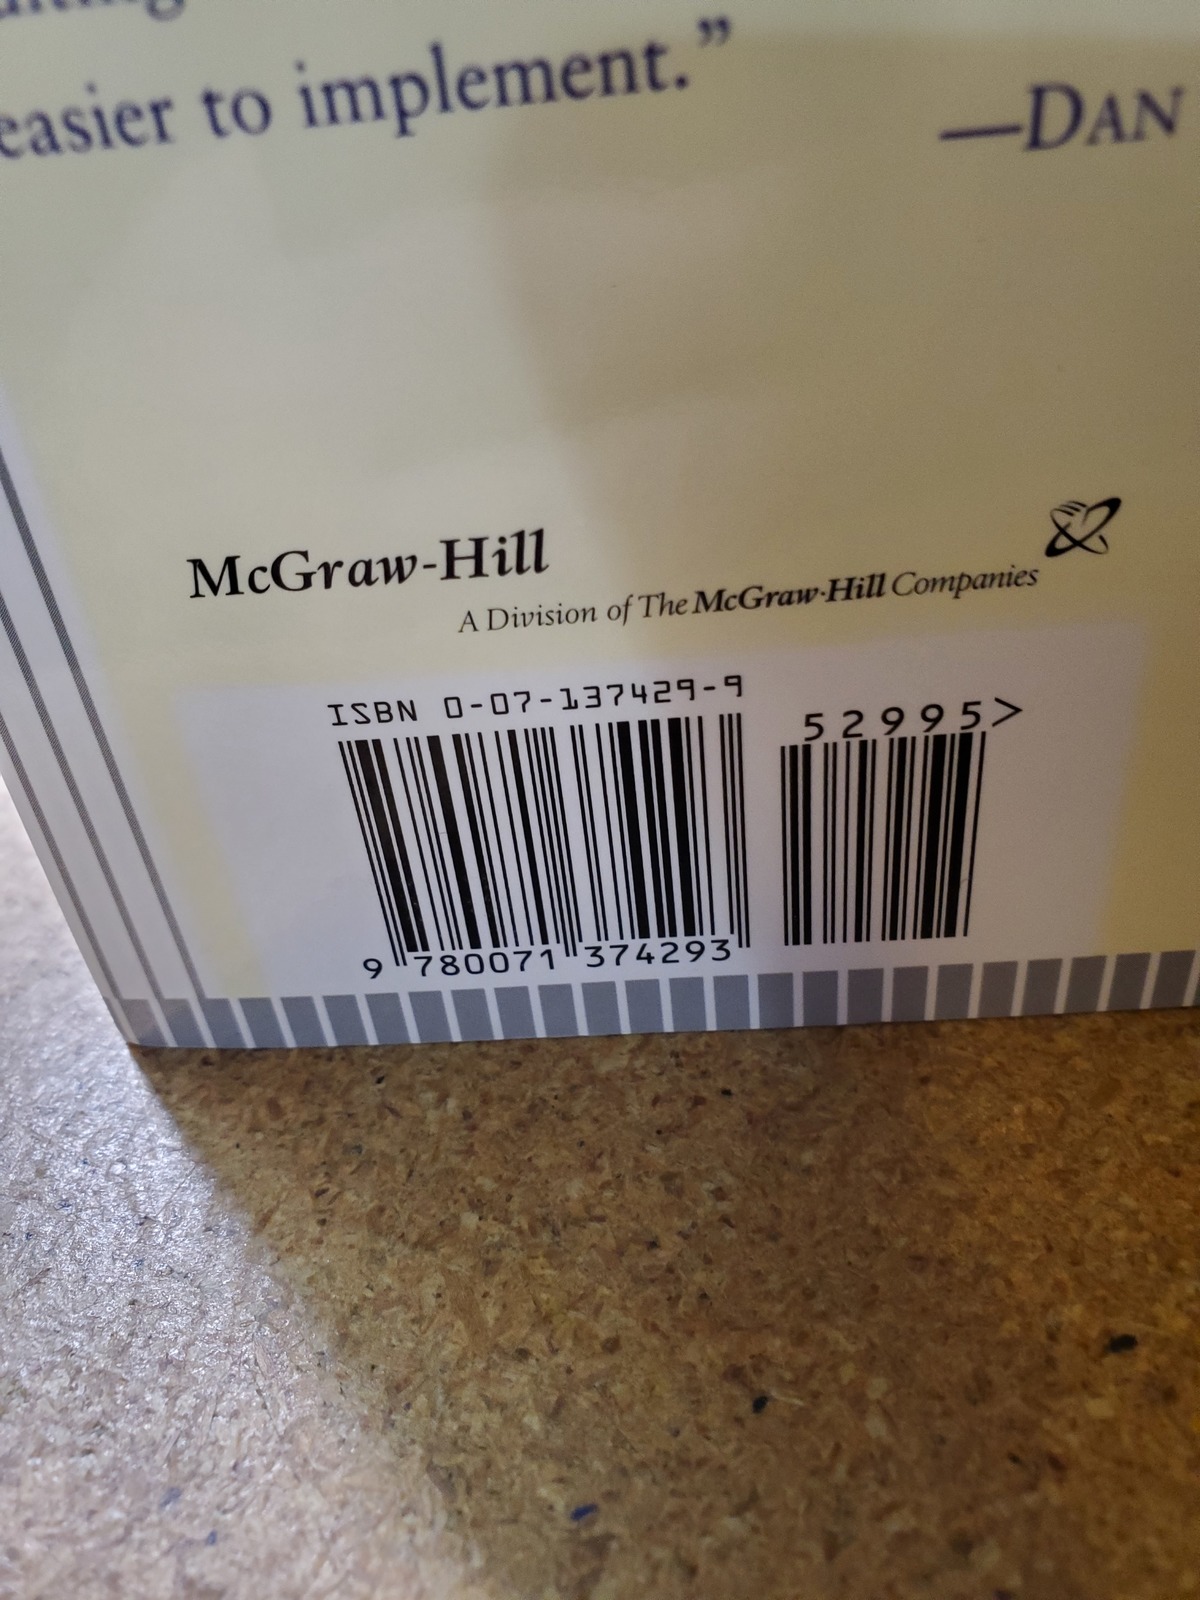 easier to implement.”
—DAN
McGraw-Hill
A Division of The McGraw·Hill Companies
ISBN 0-07-137429-9
52995>
9 780071 374293